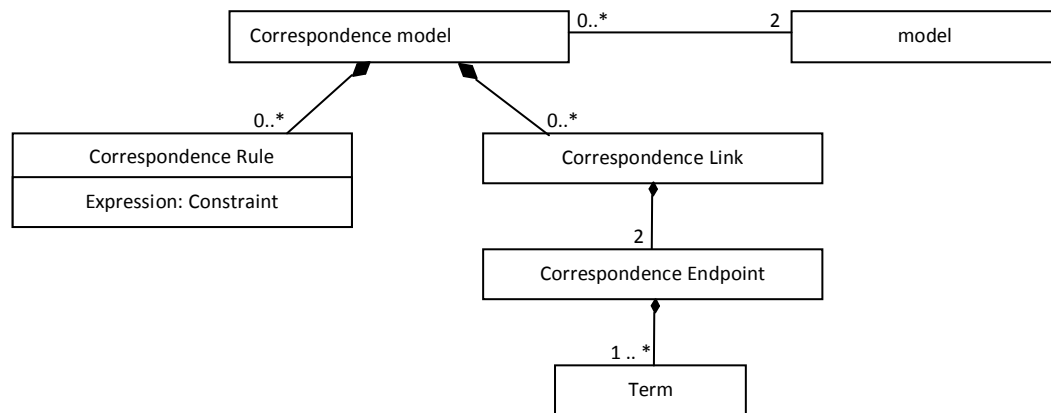 Correspondence model
0..*
2
model
0..*
0..*
Correspondence Rule
Correspondence Link
Expression: Constraint
2
Correspondence Endpoint
1 .. *
Term